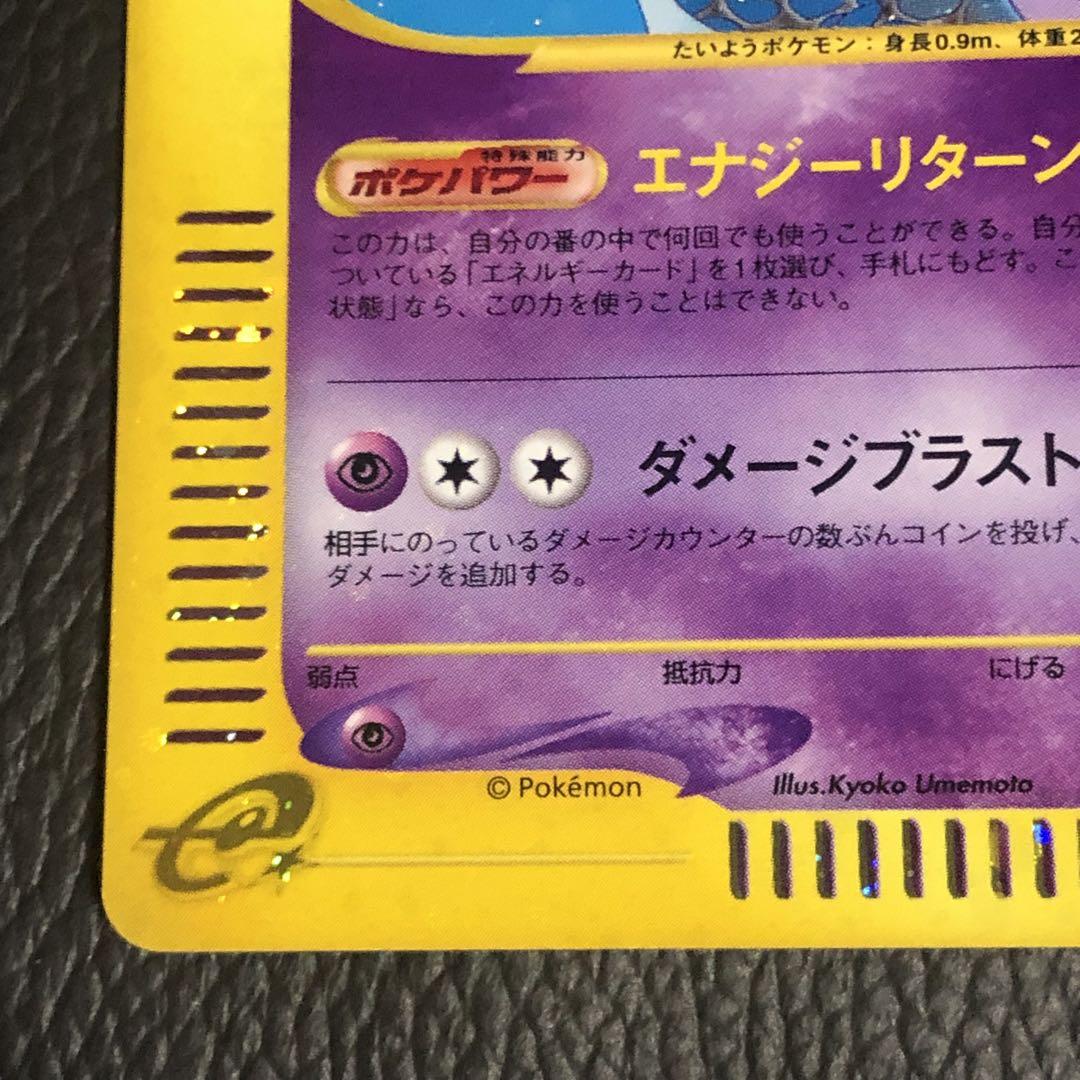 たいようポケモン：身長0.9m、体重2
特殊能力
ポケパワー エナジーリターン
この力は、自分の番の中で何回でも使うことができる。自分
ついている「エネルギーカード」を1枚選び、手札にもどす。こ
状態」なら、この力を使うことはできない。
ダメージブラスト
相手にのっているダメージカウンターの数ぶんコインを投げ、
ダメージを追加する。
弱点 抵抗力 にげる
© Pokémon Illus.Kyoko Umemoto
e